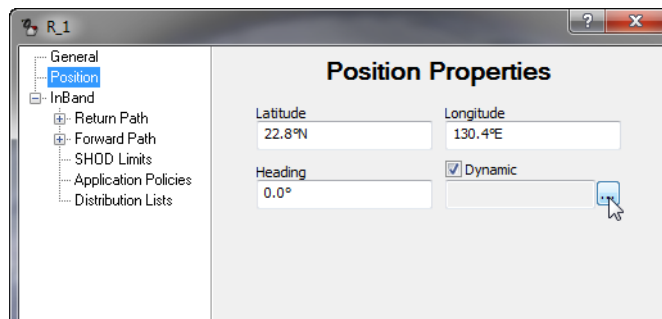 R_1
General
Position
InBand
Return Path
Forward Path
SHOD Limits
Application Policies
Distribution Lists
Position Properties
Latitude
Longitude
22.8°N
130.4°E
Heading
Dynamic
0.0°
...